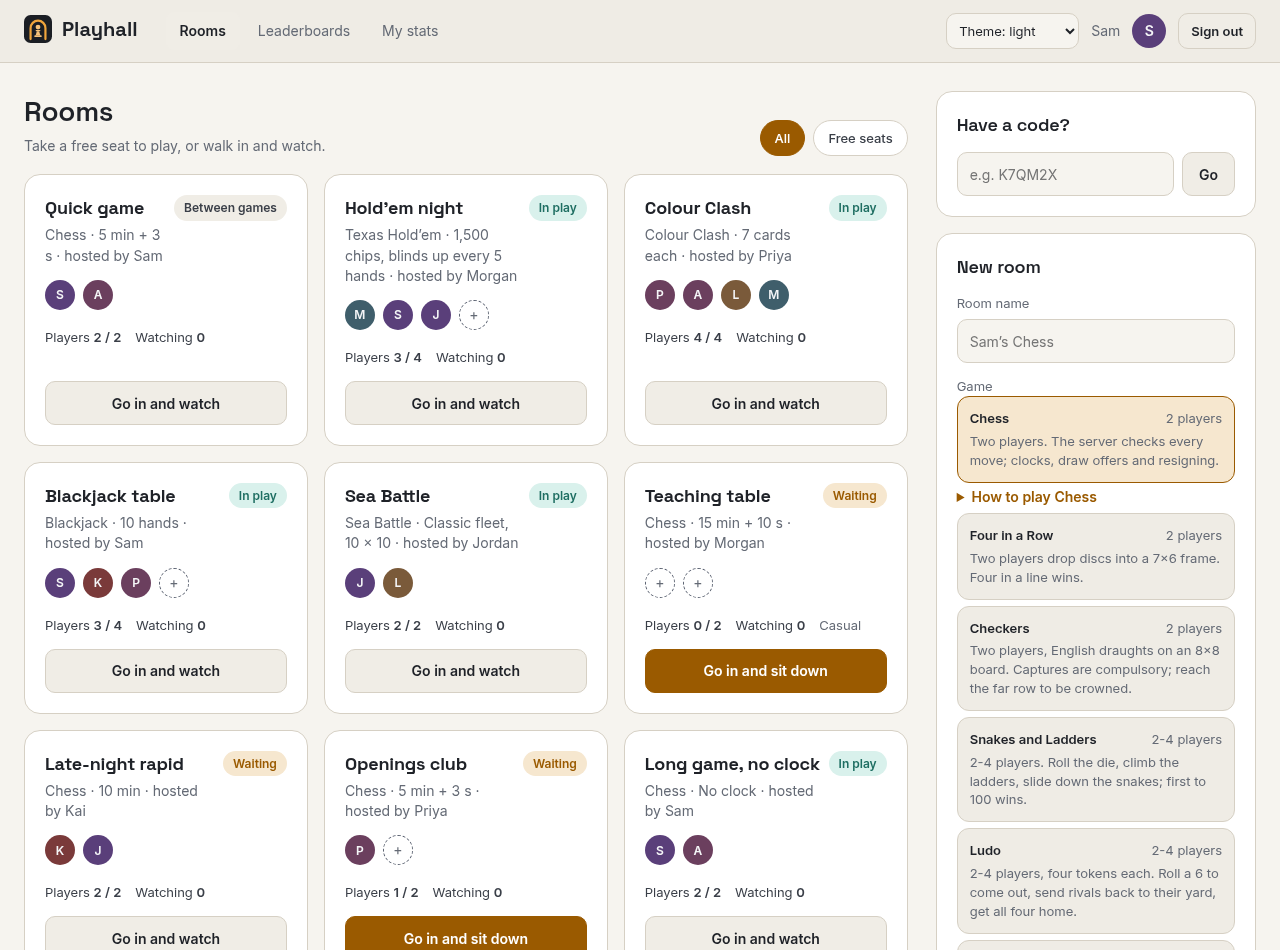 Playhall
Rooms
Leaderboards
My stats
Theme: light
Sam
S
Sign out
Rooms
Take a free seat to play, or walk in and watch.
All
Free seats
Quick game
Between games
Chess · 5 min + 3
s · hosted by Sam
S A
Players 2 / 2 Watching 0
Go in and watch
Hold’em night
In play
Texas Hold’em · 1,500
chips, blinds up every 5
hands · hosted by Morgan
M S J +
Players 3 / 4 Watching 0
Go in and watch
Colour Clash
In play
Colour Clash · 7 cards
each · hosted by Priya
P A L M
Players 4 / 4 Watching 0
Go in and watch
Blackjack table
In play
Blackjack · 10 hands ·
hosted by Sam
S K P +
Players 3 / 4 Watching 0
Go in and watch
Sea Battle
In play
Sea Battle · Classic fleet,
10 × 10 · hosted by Jordan
J L
Players 2 / 2 Watching 0
Go in and watch
Teaching table
Waiting
Chess · 15 min + 10 s ·
hosted by Morgan
+ +
Players 0 / 2 Watching 0 Casual
Go in and sit down
Late-night rapid
Waiting
Chess · 10 min · hosted
by Kai
K J
Players 2 / 2 Watching 0
Go in and watch
Openings club
Waiting
Chess · 5 min + 3 s ·
hosted by Priya
P +
Players 1 / 2 Watching 0
Go in and sit down
Long game, no clock
In play
Chess · No clock · hosted
by Sam
S A
Players 2 / 2 Watching 0
Go in and watch
Have a code?
e.g. K7QM2X
Go
New room
Room name
Sam’s Chess
Game
Chess 2 players
Two players. The server checks every
move; clocks, draw offers and resigning.
How to play Chess
Four in a Row 2 players
Two players drop discs into a 7×6 frame.
Four in a line wins.
Checkers 2 players
Two players, English draughts on an 8×8
board. Captures are compulsory; reach
the far row to be crowned.
Snakes and Ladders 2-4 players
2-4 players. Roll the die, climb the
ladders, slide down the snakes; first to
100 wins.
Ludo 2-4 players
2-4 players, four tokens each. Roll a 6 to
come out, send rivals back to their yard,
get all four home.